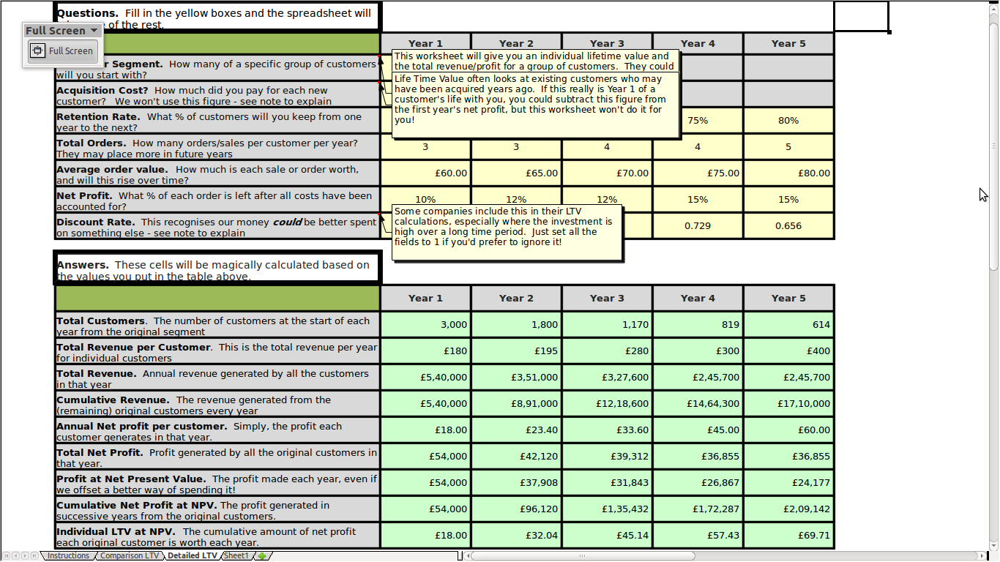 Questions. Fill in the yellow boxes and the spreadsheet will
e of the rest.
Full Screen
Full Screen
Year 1 Year 2 Year 3 Year 4 Year 5
r Segment. How many of a specific group of customers
will you start with?
This worksheet will give you an individual lifetime value and
the total revenue/profit for a group of customers. They could
Acquisition Cost? How much did you pay for each new
customer? We won't use this figure - see note to explain
Life Time Value often looks at existing customers who may
have been acquired years ago. If this really is Year 1 of a
customer's life with you, you could subtract this figure from
the first year's net profit, but this worksheet won't do it for
you!
Retention Rate. What % of customers will you keep from one
year to the next?
75% 80%
Total Orders. How many orders/sales per customer per year?
They may place more in future years
3 3 4 4 5
Average order value. How much is each sale or order worth,
and will this rise over time?
£60.00 £65.00 £70.00 £75.00 £80.00
Net Profit. What % of each order is left after all costs have been
accounted for?
10% 12% 12% 15% 15%
Discount Rate. This recognises our money could be better spent
on something else - see note to explain
Some companies include this in their LTV
calculations, especially where the investment is
high over a long time period. Just set all the
fields to 1 if you'd prefer to ignore it!
0.729 0.656
Answers. These cells will be magically calculated based on
the values you put in the table above.
Year 1 Year 2 Year 3 Year 4 Year 5
Total Customers. The number of customers at the start of each
year from the original segment
3,000 1,800 1,170 819 614
Total Revenue per Customer. This is the total revenue per year
for individual customers
£180 £195 £280 £300 £400
Total Revenue. Annual revenue generated by all the customers
in that year
£5,40,000 £3,51,000 £3,27,600 £2,45,700 £2,45,700
Cumulative Revenue. The revenue generated from the
(remaining) original customers every year
£5,40,000 £8,91,000 £12,18,600 £14,64,300 £17,10,000
Annual Net profit per customer. Simply, the profit each
customer generates in that year.
£18.00 £23.40 £33.60 £45.00 £60.00
Total Net Profit. Profit generated by all the original customers in
that year.
£54,000 £42,120 £39,312 £36,855 £36,855
Profit at Net Present Value. The profit made each year, even if
we offset a better way of spending it!
£54,000 £37,908 £31,843 £26,867 £24,177
Cumulative Net Profit at NPV. The profit generated in
successive years from the original customers.
£54,000 £96,120 £1,35,432 £1,72,287 £2,09,142
Individual LTV at NPV. The cumulative amount of net profit
each original customer is worth each year.
£18.00 £32.04 £45.14 £57.43 £69.71
Instructions Comparison LTV Detailed LTV Sheet1